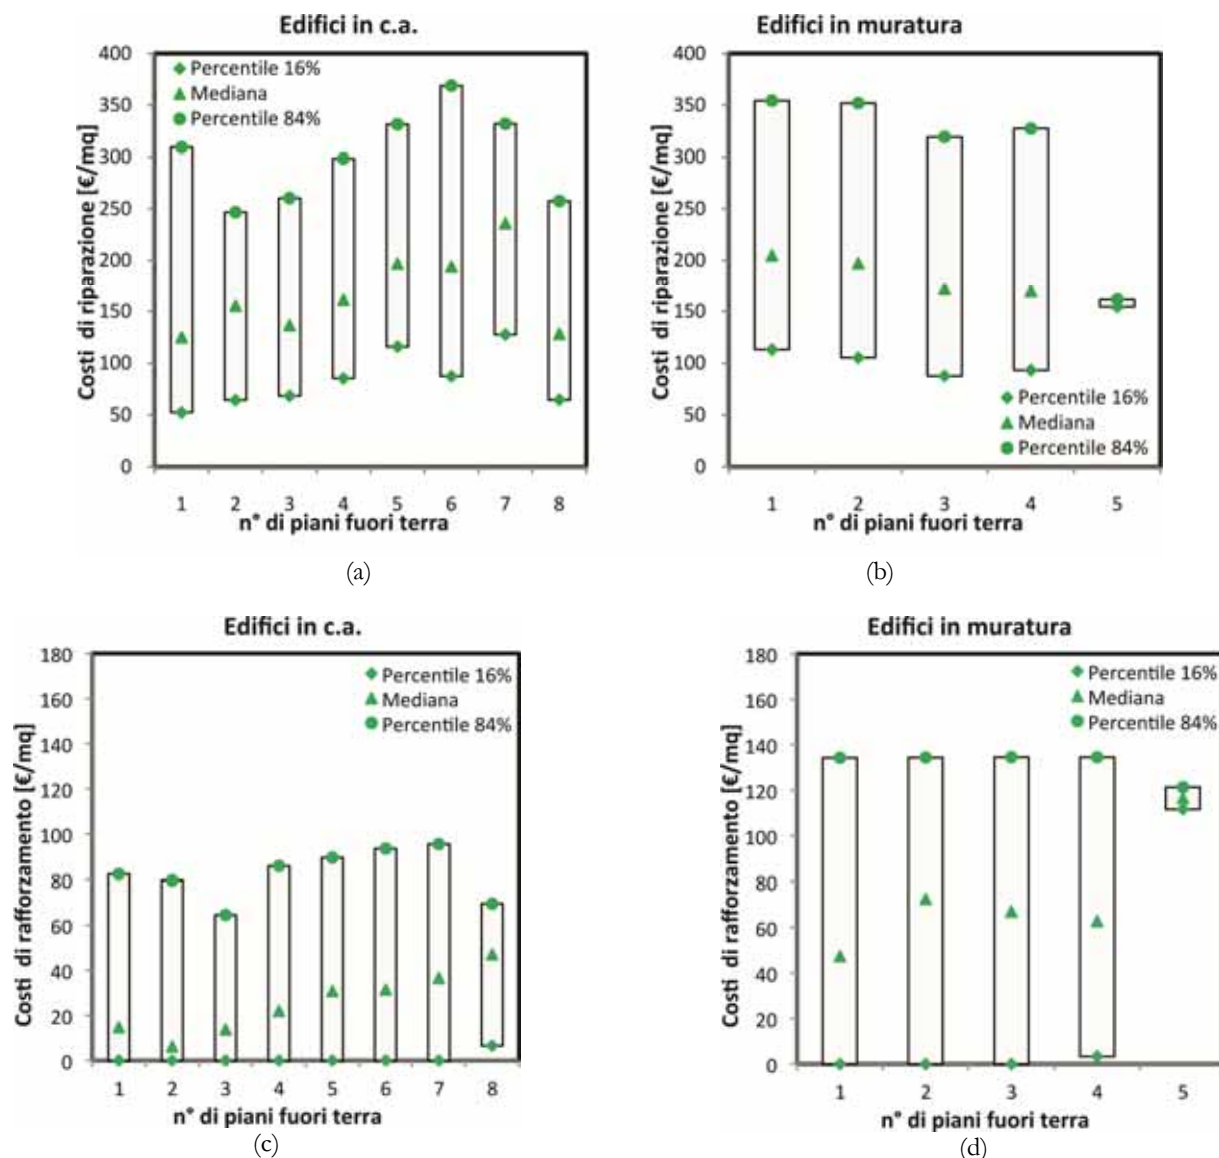 Edifici in c.a.
400
350
300
250
200
150
100
50
0
Costi di riparazione [€/mq]
Percentile 16%
Mediana
Percentile 84%
1 2 3 4 5 6 7 8
n° di piani fuori terra
(a)
Edifici in muratura
400
350
300
250
200
150
100
50
0
Costi di riparazione [€/mq]
Percentile 16%
Mediana
Percentile 84%
1 2 3 4 5
n° di piani fuori terra
(b)
Edifici in c.a.
180
160
140
120
100
80
60
40
20
0
Costi di rafforzamento [€/mq]
Percentile 16%
Mediana
Percentile 84%
1 2 3 4 5 6 7 8
n° di piani fuori terra
(c)
Edifici in muratura
180
160
140
120
100
80
60
40
20
0
Costi di rafforzamento [€/mq]
Percentile 16%
Mediana
Percentile 84%
1 2 3 4 5
n° di piani fuori terra
(d)